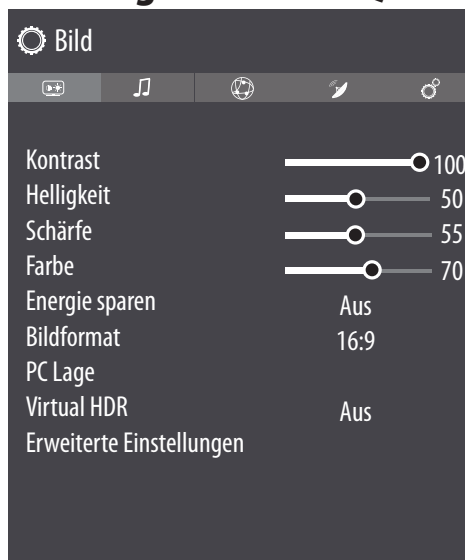 Bild
Kontrast 100
Helligkeit 50
Schärfe 55
Farbe 70
Energie sparen Aus
Bildformat 16:9
PC Lage
Virtual HDR Aus
Erweiterte Einstellungen